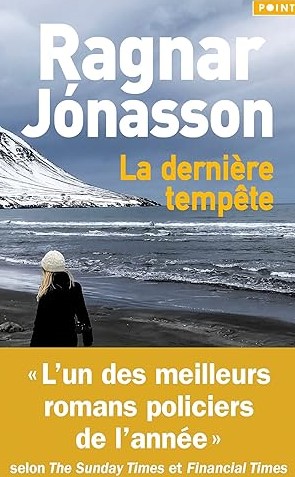 POINTS
Ragnar
Jónasson
La dernière
tempête
« L'un des meilleurs
romans policiers
de l'année »
selon The Sunday Times et Financial Times